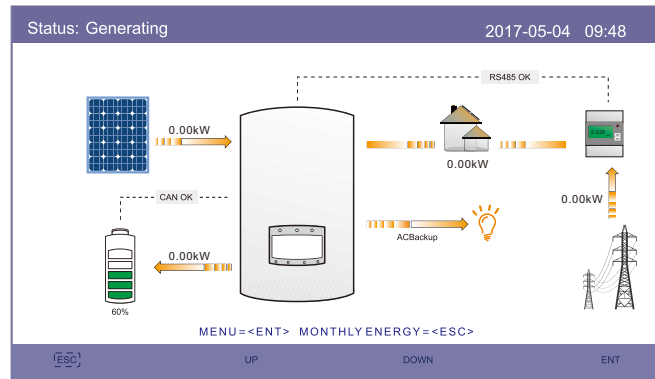 Status: Generating
2017-05-04 09:48
RS485 OK
0.00kW
0.00kW
CAN OK
0.00kW
0.00kW
ACBackup
60%
MENU=<ENT> MONTHLY ENERGY=<ESC>
ESC
UP
DOWN
ENT